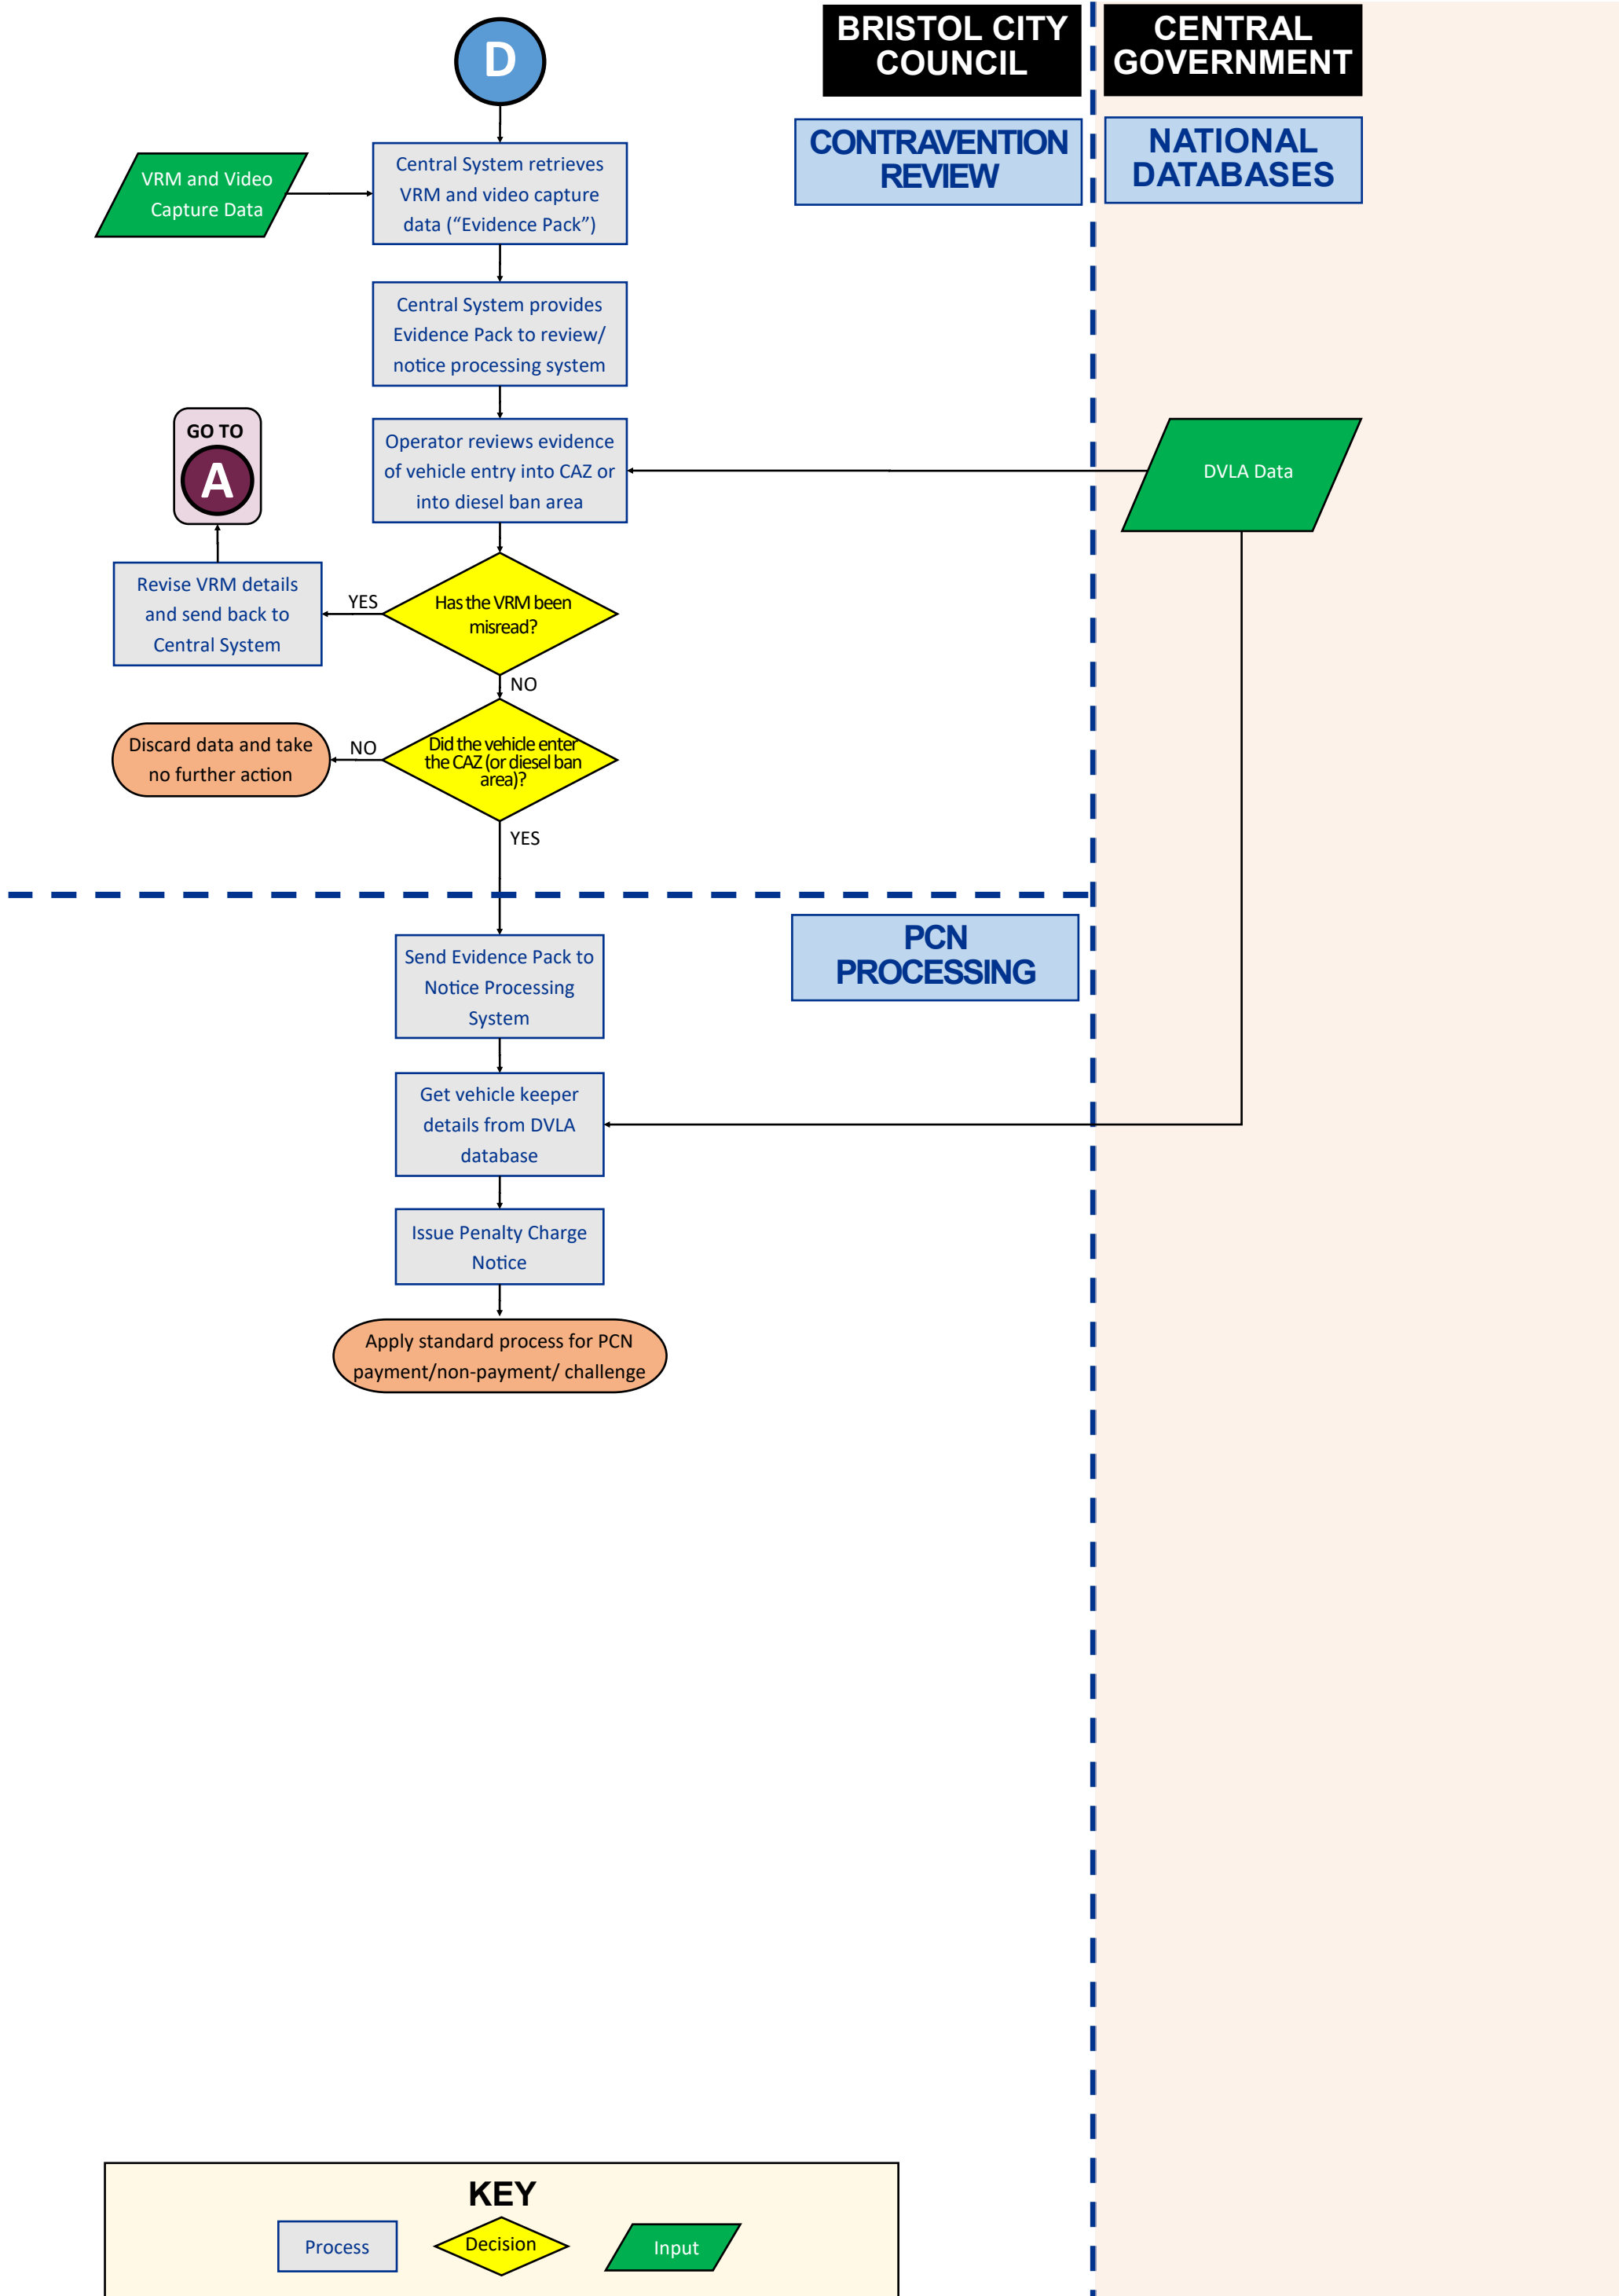 D
BRISTOL CITY
COUNCIL
CENTRAL
GOVERNMENT
CONTRAVENTION
REVIEW
NATIONAL
DATABASES
VRM and Video
Capture Data
Central System retrieves
VRM and video capture
data (“Evidence Pack”)
Central System provides
Evidence Pack to review/
notice processing system
GO TO
A
Operator reviews evidence
of vehicle entry into CAZ or
into diesel ban area
DVLA Data
Revise VRM details
and send back to
Central System
YES
Has the VRM been
misread?
NO
Discard data and take
no further action
NO
Did the vehicle enter
the CAZ (or diesel ban
area)?
YES
PCN
PROCESSING
Send Evidence Pack to
Notice Processing
System
Get vehicle keeper
details from DVLA
database
Issue Penalty Charge
Notice
Apply standard process for PCN
payment/non-payment/ challenge
KEY
Process
Decision
Input